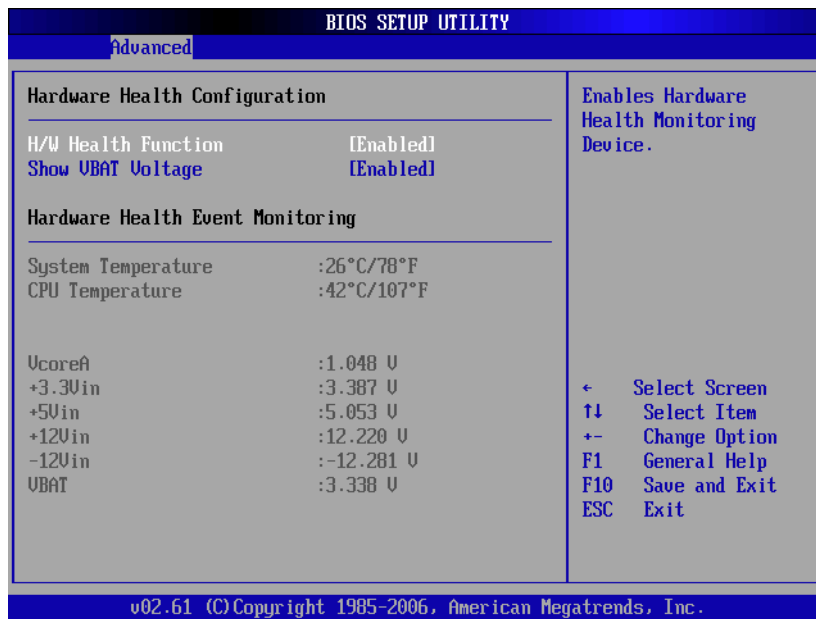 BIOS SETUP UTILITY
Advanced
Hardware Health Configuration
H/W Health Function [Enabled]
Show VBAT Voltage [Enabled]
Hardware Health Event Monitoring
System Temperature :26°C/78°F
CPU Temperature :42°C/107°F
VcoreA :1.048 V
+3.3Vin :3.387 V
+5Vin :5.053 V
+12Vin :12.220 V
-12Vin :-12.281 V
VBAT :3.338 V
Enables Hardware
Health Monitoring
Device.
← Select Screen
↑↓ Select Item
+- Change Option
F1 General Help
F10 Save and Exit
ESC Exit
v02.61 (C)Copyright 1985-2006, American Megatrends, Inc.